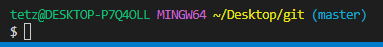 tetz@DESKTOP-P7Q4OLL MINGW64 ~/Desktop/git (master)
$